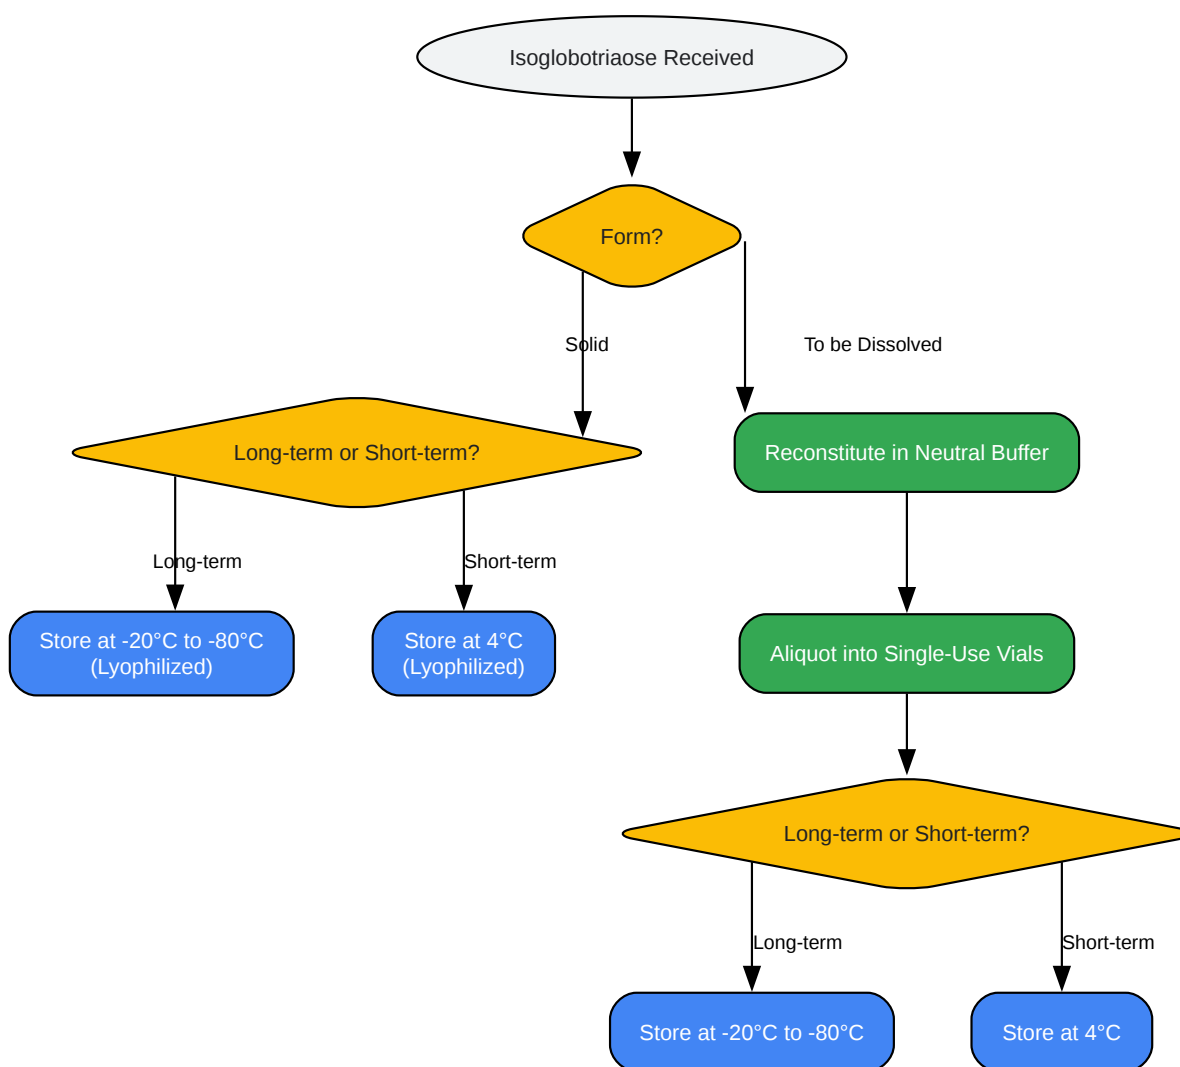 Isoglobotriaose Received
Form?
Solid
To be Dissolved
Long-term or Short-term?
Reconstitute in Neutral Buffer
Long-term
Short-term
Store at -20°C to -80°C
(Lyophilized)
Store at 4°C
(Lyophilized)
Aliquot into Single-Use Vials
Long-term or Short-term?
Long-term
Short-term
Store at -20°C to -80°C
Store at 4°C